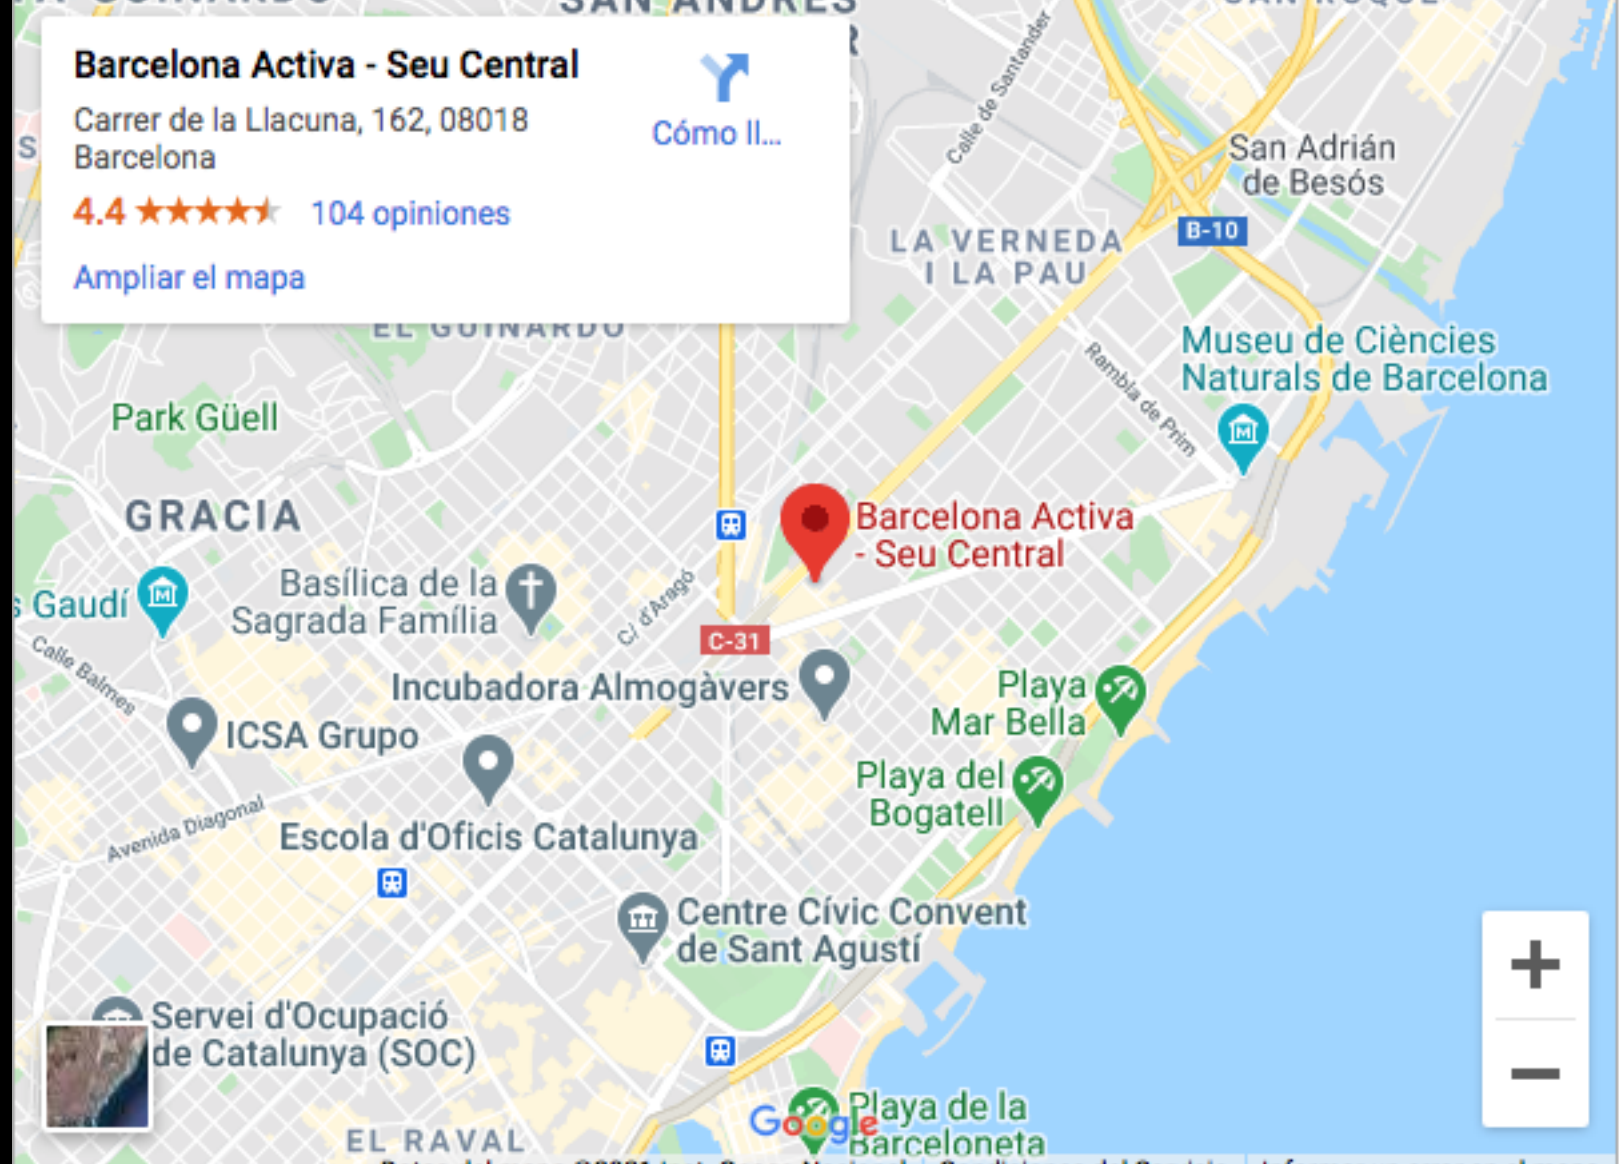 SAN ANDRÉS
Barcelona Activa - Seu Central
Carrer de la Llacuna, 162, 08018
Barcelona
4.4
104 opiniones
Ampliar el mapa
Cómo ll...
Calle de Santander
San Adrián
de Besós
B-10
LA VERNEDA
I LA PAU
EL GUINARDÓ
Museu de Ciències
Naturals de Barcelona
Rambla de Prim
Park Güell
GRACIA
Barcelona Activa
- Seu Central
Basílica de la
Sagrada Família
C/ d'Aragó
Gaudí
Calle Balmes
C-31
Incubadora Almogàvers
Playa
Mar Bella
ICSA Grupo
Playa del
Bogatell
Avenida Diagonal
Escola d'Oficis Catalunya
Centre Cívic Convent
de Sant Agustí
Servei d'Ocupació
de Catalunya (SOC)
Google
Playa de la
Barceloneta
EL RAVAL